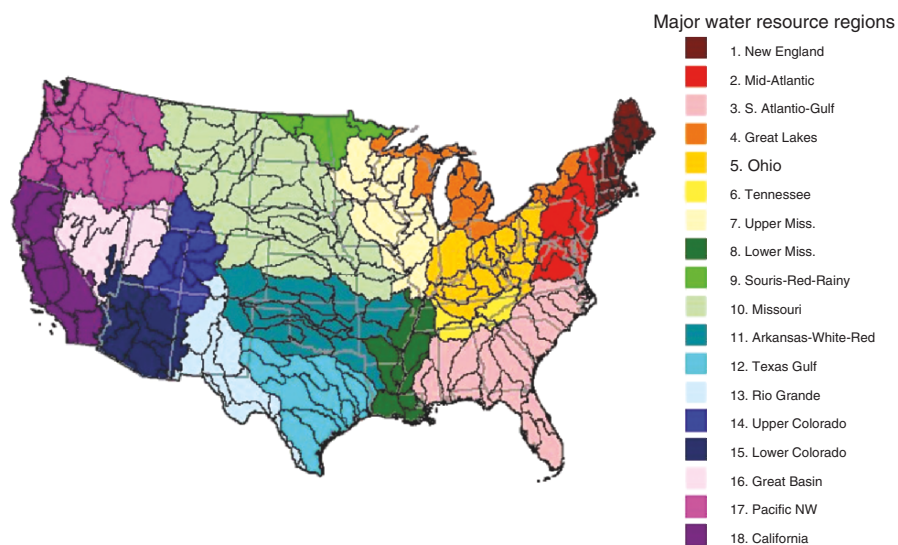 Major water resource regions
1. New England
2. Mid-Atlantic
3. S. Atlantio-Gulf
4. Great Lakes
5. Ohio
6. Tennessee
7. Upper Miss.
8. Lower Miss.
9. Souris-Red-Rainy
10. Missouri
11. Arkansas-White-Red
12. Texas Gulf
13. Rio Grande
14. Upper Colorado
15. Lower Colorado
16. Great Basin
17. Pacific NW
18. California